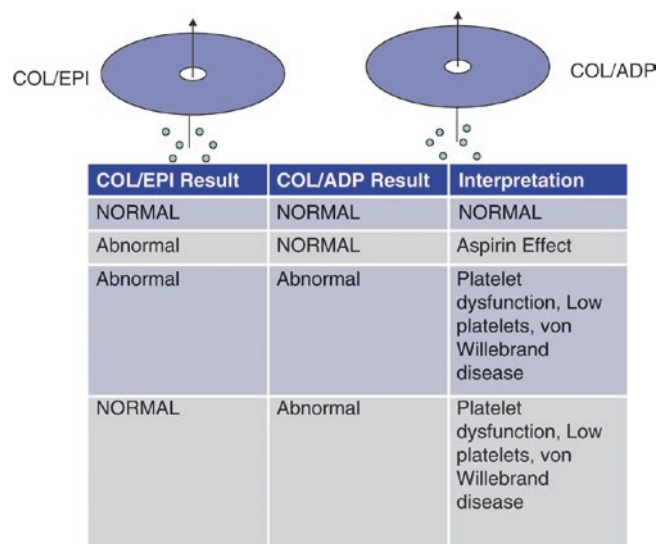 COL/EPI
COL/ADP
COL/EPI Result COL/ADP Result Interpretation
NORMAL NORMAL NORMAL
Abnormal NORMAL Aspirin Effect
Abnormal Abnormal Platelet
dysfunction, Low
platelets, von
Willebrand
disease
NORMAL Abnormal Platelet
dysfunction, Low
platelets, von
Willebrand
disease